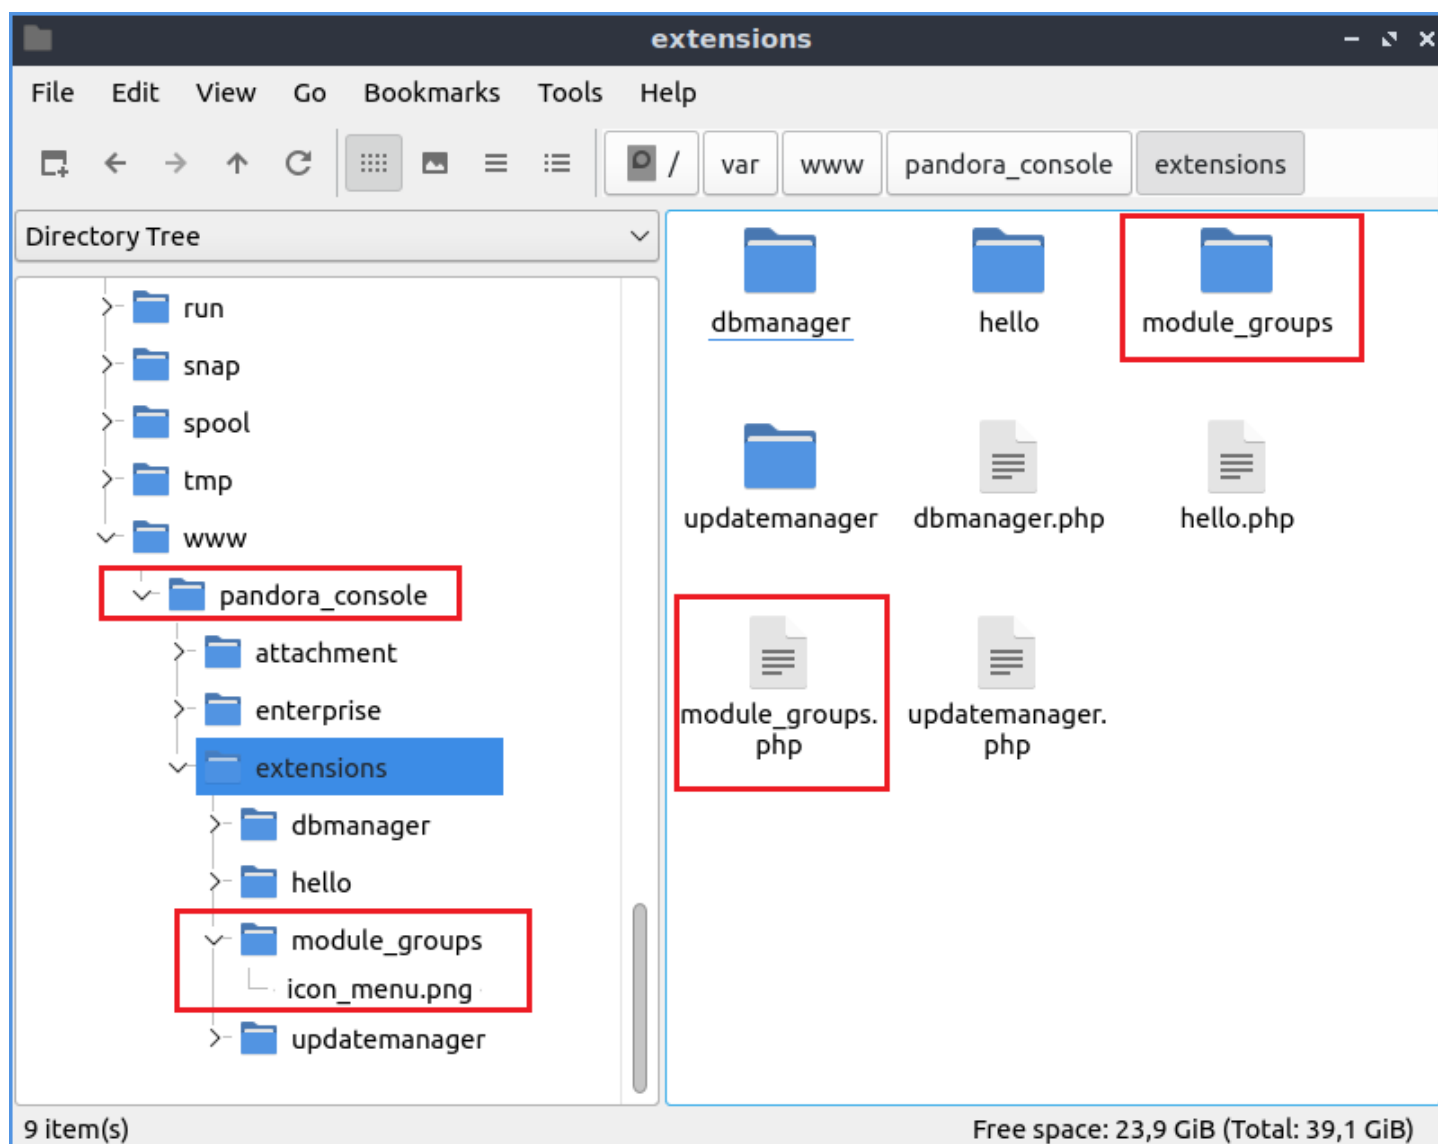 extensions
File Edit View Go Bookmarks Tools Help
/ var www pandora_console extensions
Directory Tree
run
snap
spool
tmp
www
pandora_console
attachment
enterprise
extensions
dbmanager
hello
module_groups
icon_menu.png
updatemanager
dbmanager hello module_groups
updatemanager dbmanager.php hello.php
module_groups.
php
updatemanager.
php
9 item(s)
Free space: 23,9 GiB (Total: 39,1 GiB)